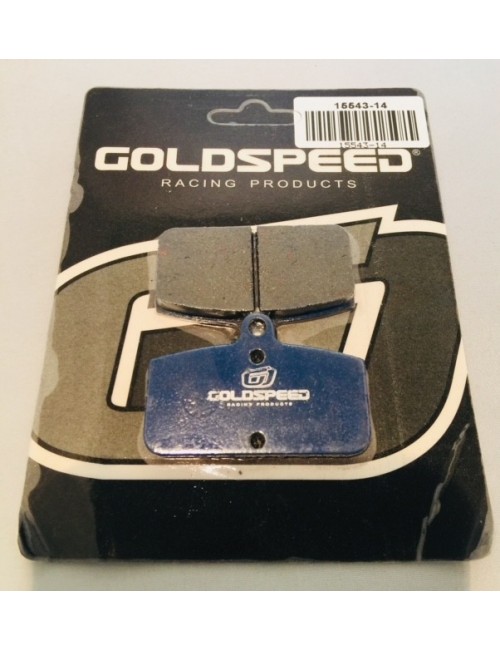 15543-14
15543-14
GOLDSPEED®
RACING PRODUCTS
GOLDSPEED
RACING PRODUCTS